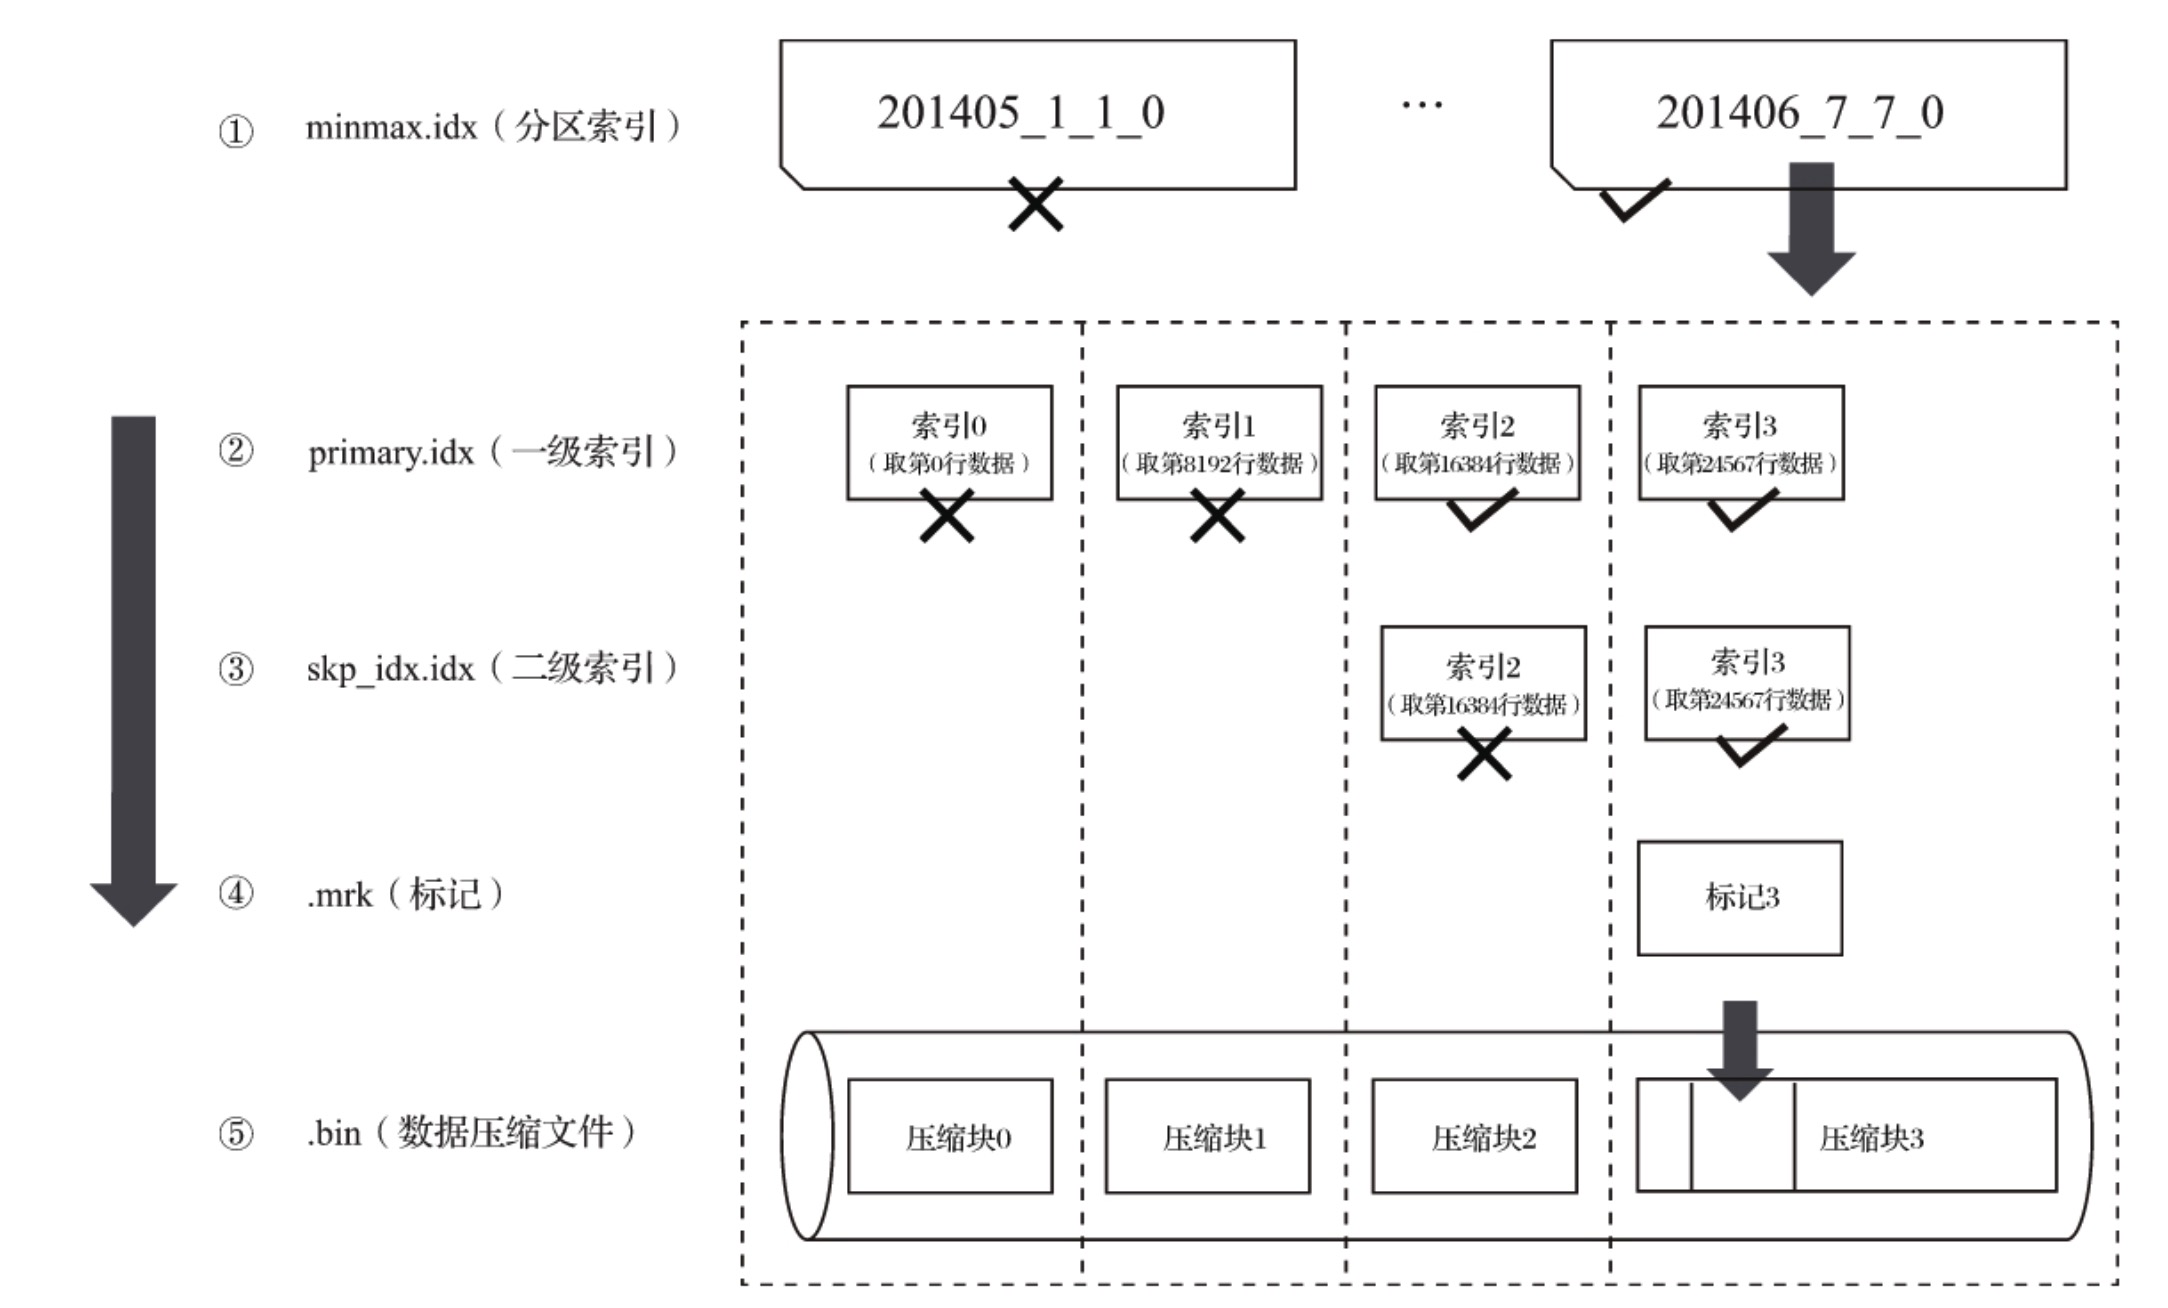 ① minmax.idx（分区索引） 201405_1_1_0 … 201406_7_7_0
② primary.idx（一级索引） 索引0 索引1 索引2 索引3
（取第0行数据） （取第8192行数据） （取第16384行数据） （取第24567行数据）
③ skp_idx.idx（二级索引） 索引2 索引3
（取第16384行数据） （取第24567行数据）
④ .mrk（标记） 标记3
⑤ .bin（数据压缩文件） 压缩块0 压缩块1 压缩块2 压缩块3